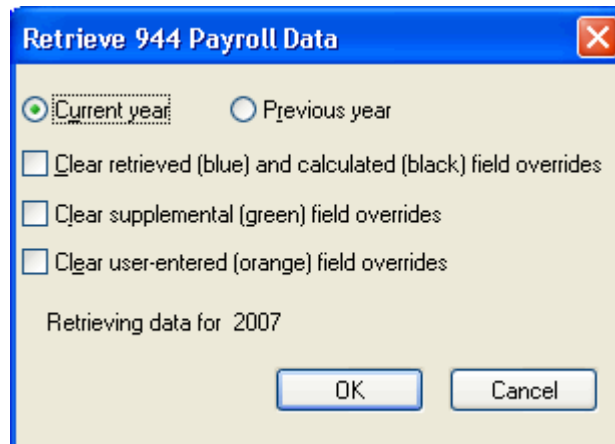 Retrieve 944 Payroll Data
Current year Previous year
Clear retrieved (blue) and calculated (black) field overrides
Clear supplemental (green) field overrides
Clear user-entered (orange) field overrides
Retrieving data for 2007
OK Cancel